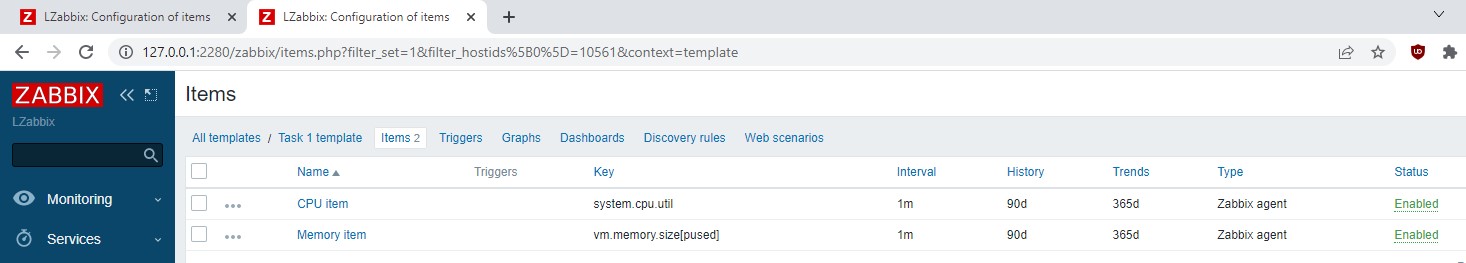 LZabbix: Configuration of items
LZabbix: Configuration of items
127.0.0.1:2280/zabbix/items.php?filter_set=1&filter_hostids%5B0%5D=10561&context=template
ZABBIX
LZabbix
Monitoring
Services
Items
All templates / Task 1 template Items 2 Triggers Graphs Dashboards Discovery rules Web scenarios
Name Triggers Key Interval History Trends Type Status
CPU item system.cpu.util 1m 90d 365d Zabbix agent Enabled
Memory item vm.memory.size[pused] 1m 90d 365d Zabbix agent Enabled